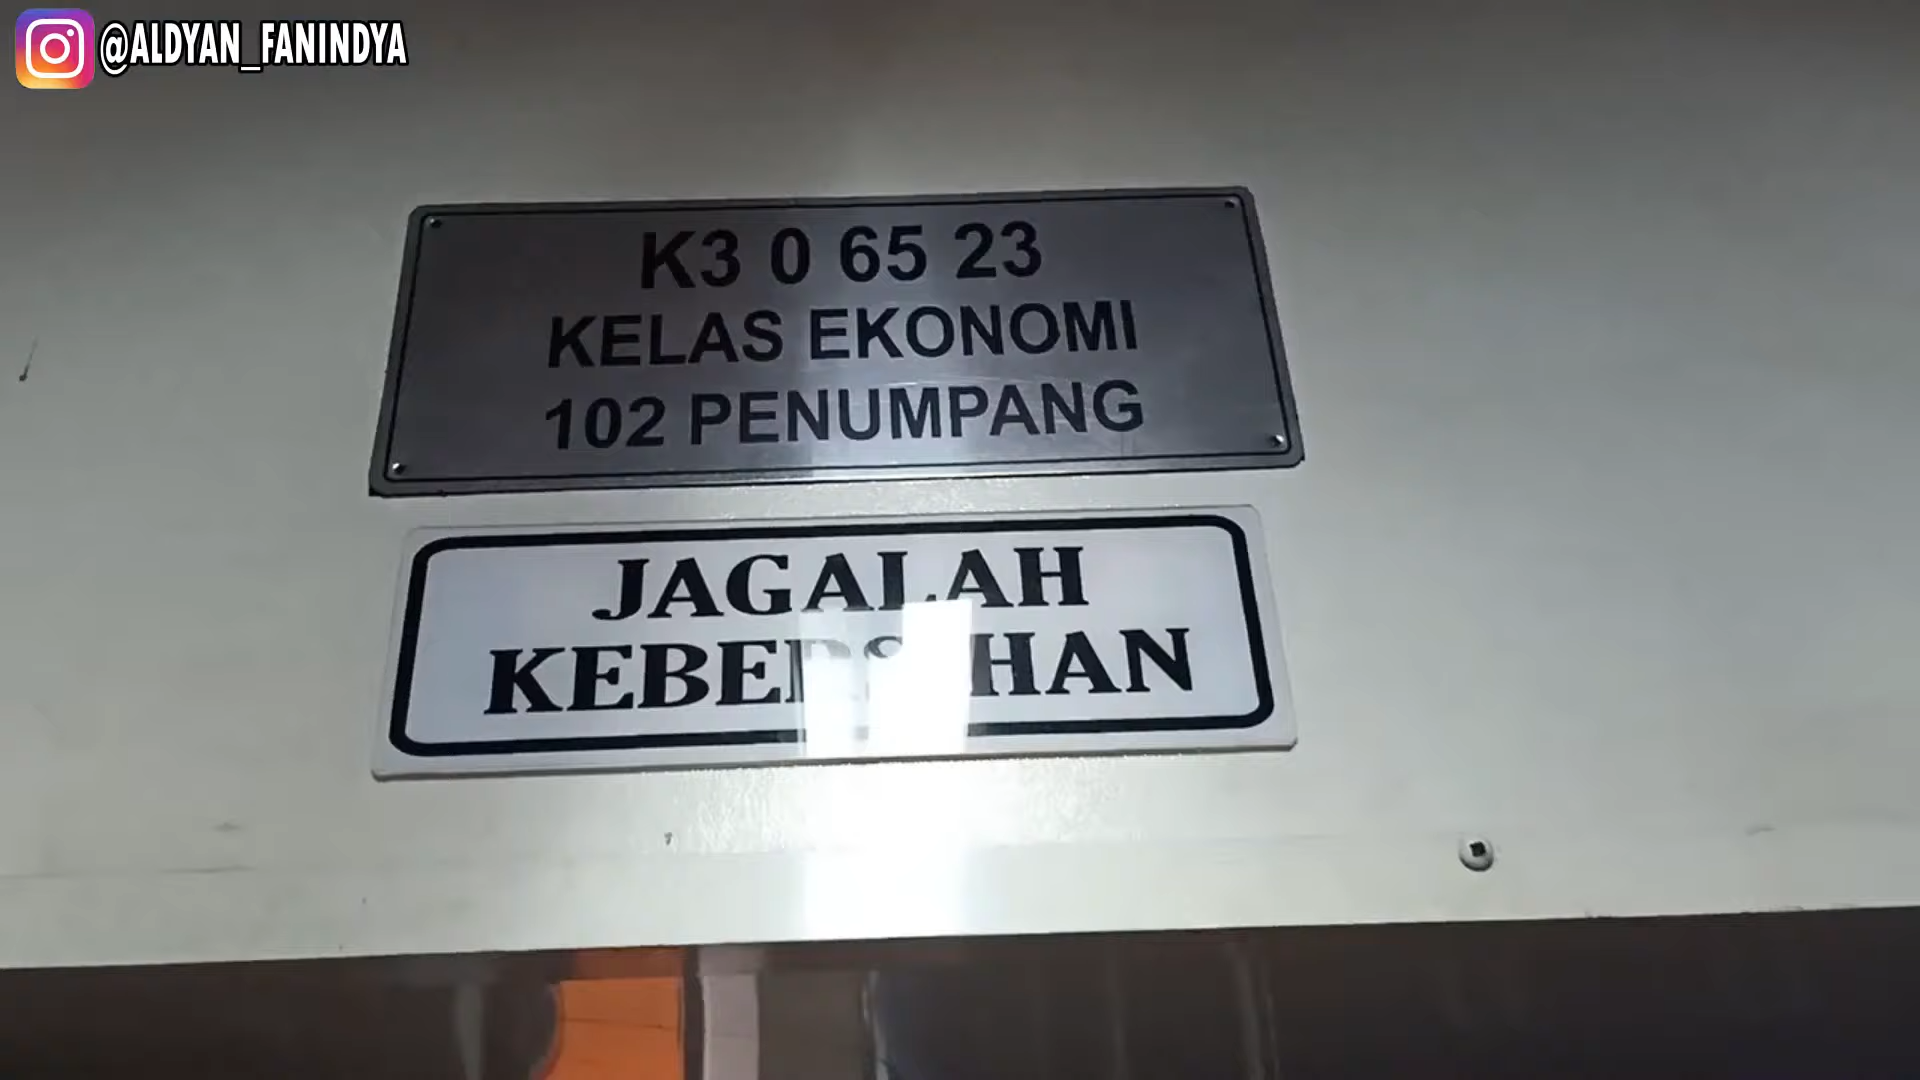 @ALDYAN_FANINDYA
K3 0 65 23
KELAS EKONOMI
102 PENUMPANG
JAGALAH
KEBERSIHAN